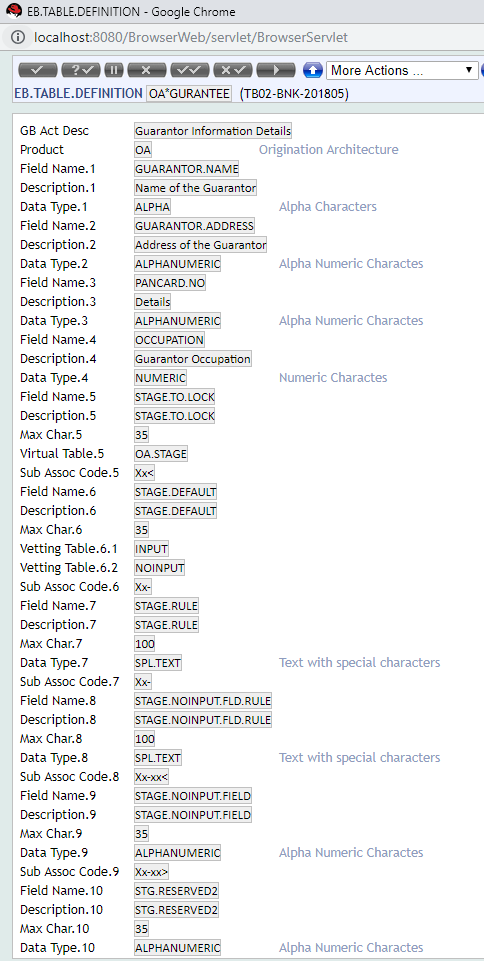 EB.TABLE.DEFINITION - Google Chrome
localhost:8080/BrowserWeb/servlet/BrowserServlet
More Actions ...
EB.TABLE.DEFINITION OA*GURANTEE (TB02-BNK-201805)
GB Act Desc Guarantor Information Details
Product OA Origination Architecture
Field Name.1 GUARANTOR.NAME
Description.1 Name of the Guarantor
Data Type.1 ALPHA Alpha Characters
Field Name.2 GUARANTOR.ADDRESS
Description.2 Address of the Guarantor
Data Type.2 ALPHANUMERIC Alpha Numeric Charactes
Field Name.3 PANCARD.NO
Description.3 Details
Data Type.3 ALPHANUMERIC Alpha Numeric Charactes
Field Name.4 OCCUPATION
Description.4 Guarantor Occupation
Data Type.4 NUMERIC Numeric Charactes
Field Name.5 STAGE.TO.LOCK
Description.5 STAGE.TO.LOCK
Max Char.5 35
Virtual Table.5 OA.STAGE
Sub Assoc Code.5 Xx<
Field Name.6 STAGE.DEFAULT
Description.6 STAGE.DEFAULT
Max Char.6 35
Vetting Table.6.1 INPUT
Vetting Table.6.2 NOINPUT
Sub Assoc Code.6 Xx-
Field Name.7 STAGE.RULE
Description.7 STAGE.RULE
Max Char.7 100
Data Type.7 SPL.TEXT Text with special characters
Sub Assoc Code.7 Xx-
Field Name.8 STAGE.NOINPUT.FLD.RULE
Description.8 STAGE.NOINPUT.FLD.RULE
Max Char.8 100
Data Type.8 SPL.TEXT Text with special characters
Sub Assoc Code.8 Xx-xx<
Field Name.9 STAGE.NOINPUT.FIELD
Description.9 STAGE.NOINPUT.FIELD
Max Char.9 35
Data Type.9 ALPHANUMERIC Alpha Numeric Charactes
Sub Assoc Code.9 Xx-xx>
Field Name.10 STG.RESERVED2
Description.10 STG.RESERVED2
Max Char.10 35
Data Type.10 ALPHANUMERIC Alpha Numeric Charactes